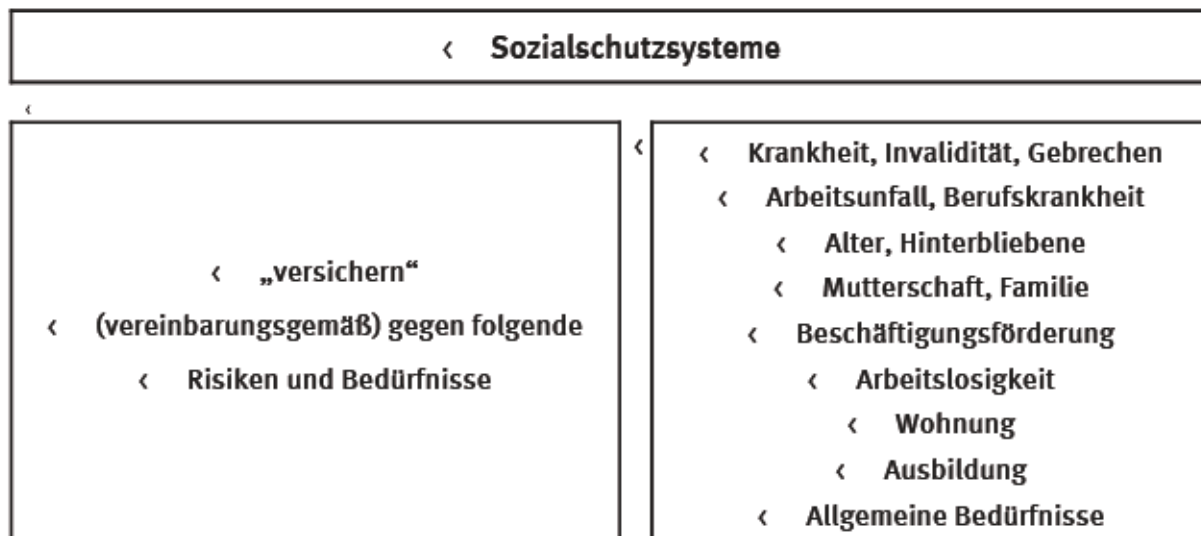 ‹ Sozialschutzsysteme
‹
‹ „versichern“
‹ (vereinbarungsgemäß) gegen folgende
‹ Risiken und Bedürfnisse
‹
‹ Krankheit, Invalidität, Gebrechen
‹ Arbeitsunfall, Berufskrankheit
‹ Alter, Hinterbliebene
‹ Mutterschaft, Familie
‹ Beschäftigungsförderung
‹ Arbeitslosigkeit
‹ Wohnung
‹ Ausbildung
‹ Allgemeine Bedürfnisse